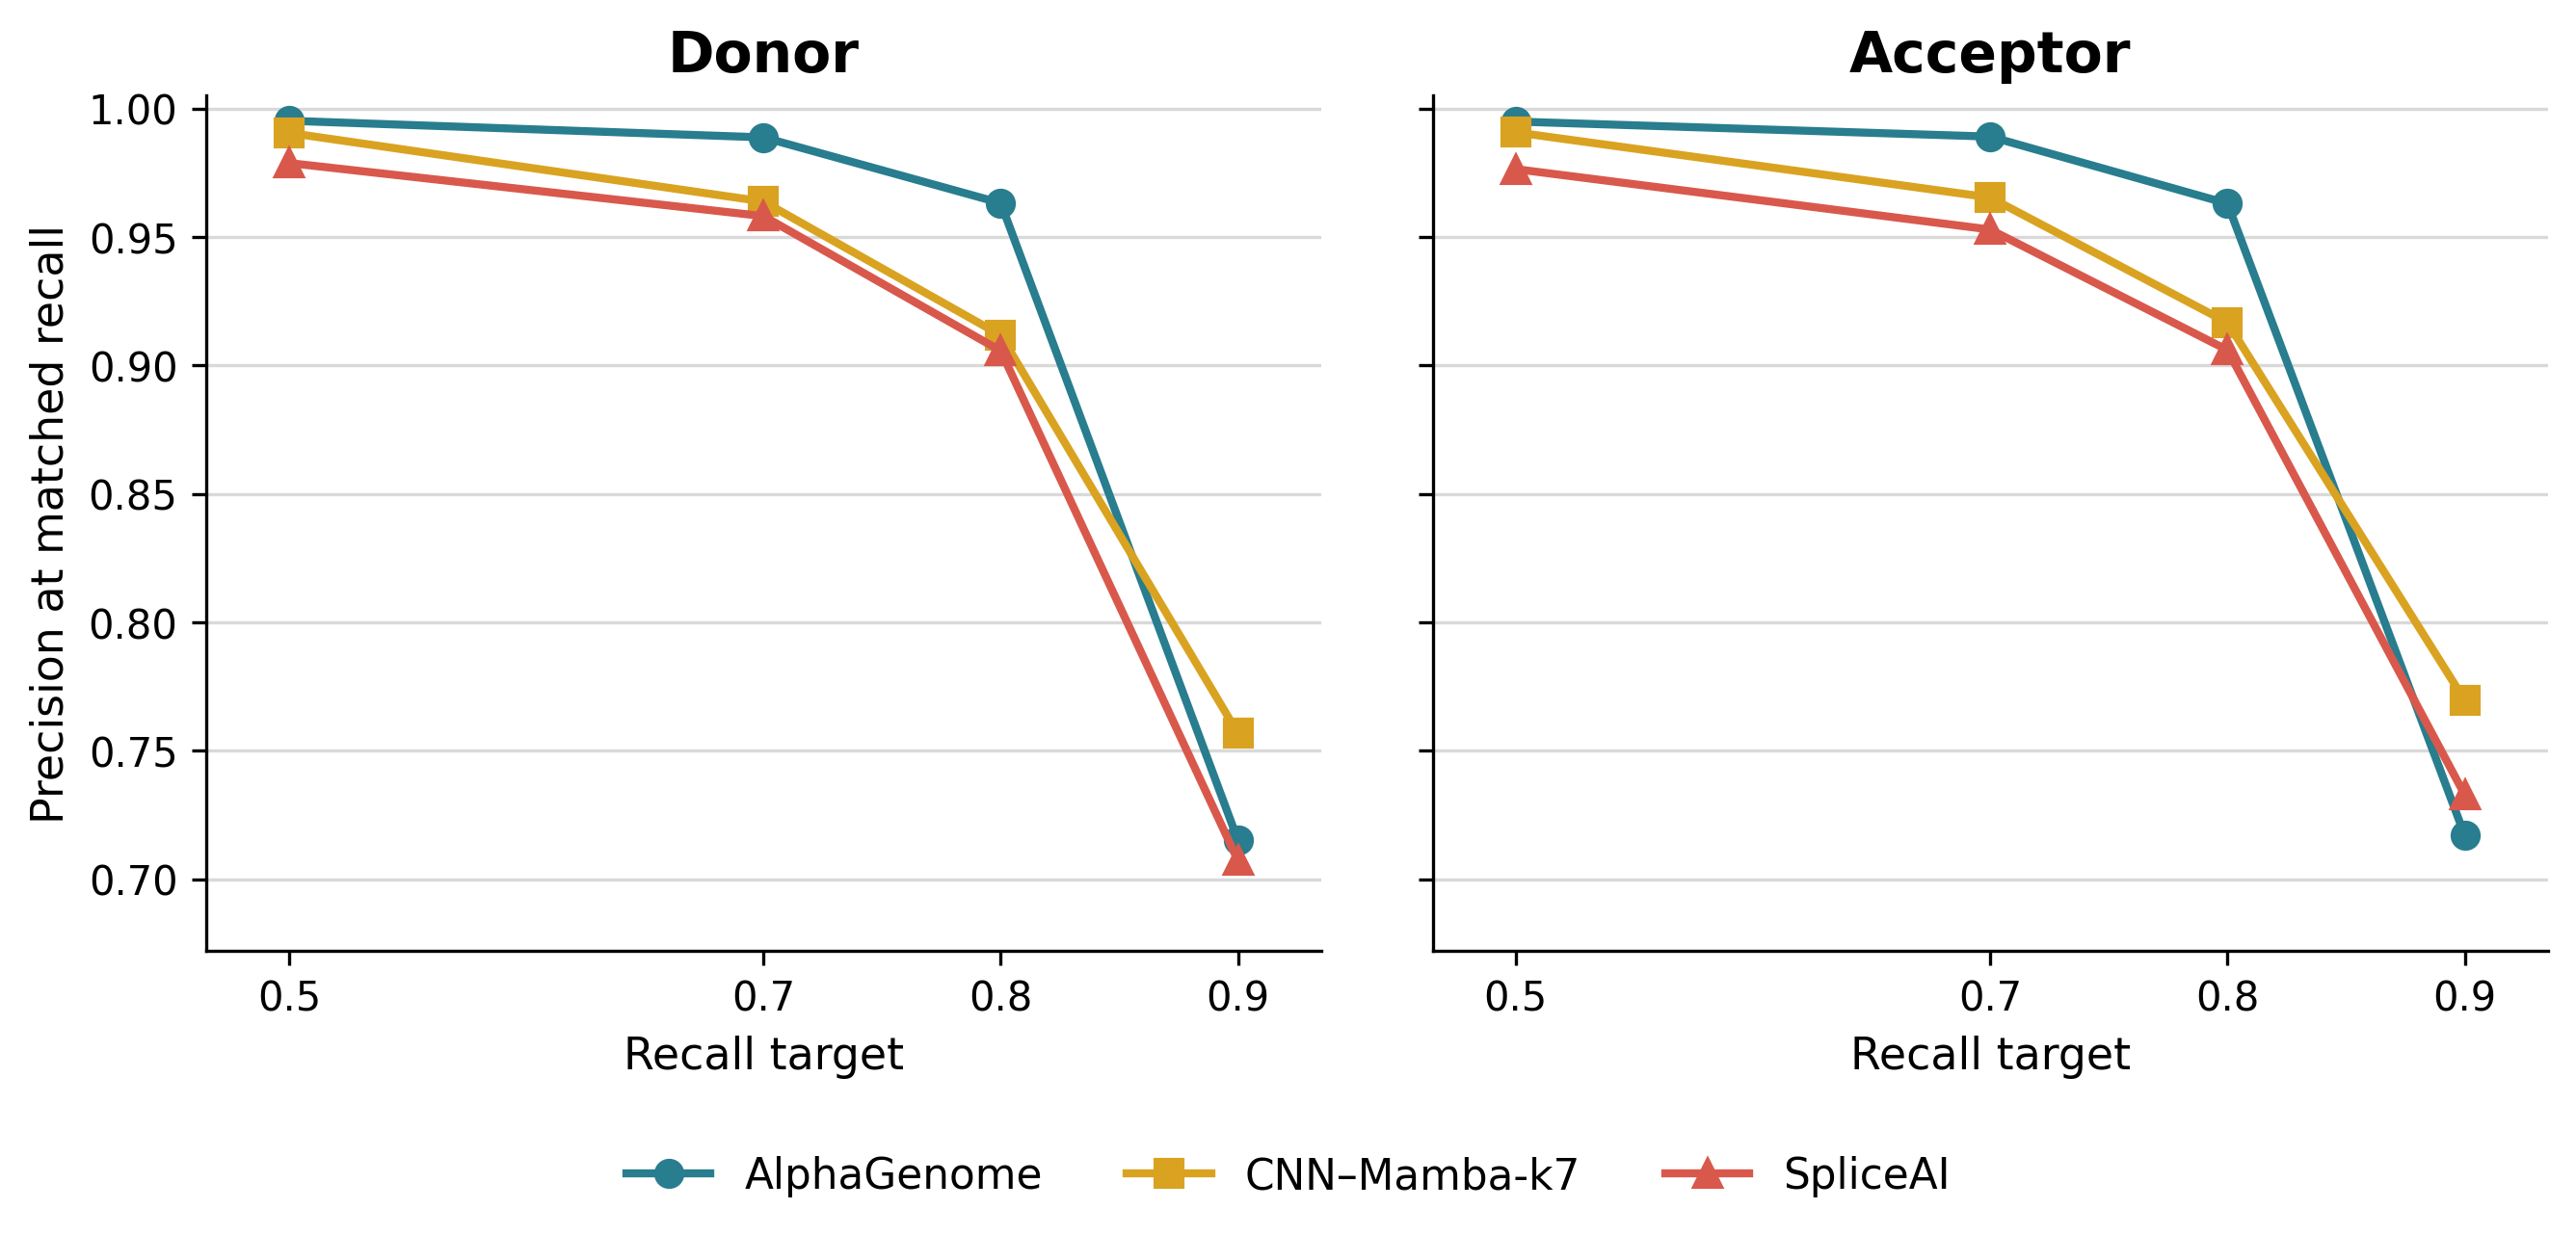 Donor
Acceptor
Precision at matched recall
1.00
0.95
0.90
0.85
0.80
0.75
0.70
0.5 0.7 0.8 0.9
0.5 0.7 0.8 0.9
Recall target
Recall target
AlphaGenome
CNN–Mamba-k7
SpliceAI